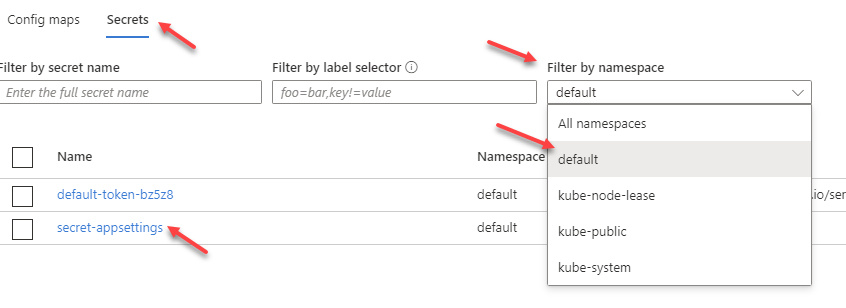 Config maps Secrets
Filter by secret name Filter by label selector Filter by namespace
Enter the full secret name foo=bar,key!=value default
All namespaces
Name Namespace default
default-token-bz5z8 default kube-node-lease .io/ser
secret-appsettings default kube-public
kube-system